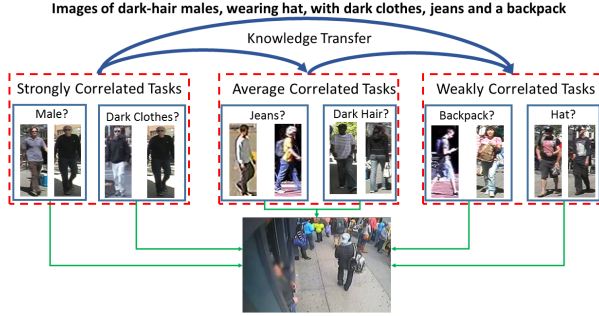 Images of dark-hair males, wearing hat, with dark clothes, jeans and a backpack
Knowledge Transfer
Strongly Correlated Tasks
Average Correlated Tasks
Weakly Correlated Tasks
Male?
Dark Clothes?
Jeans?
Dark Hair?
Backpack?
Hat?